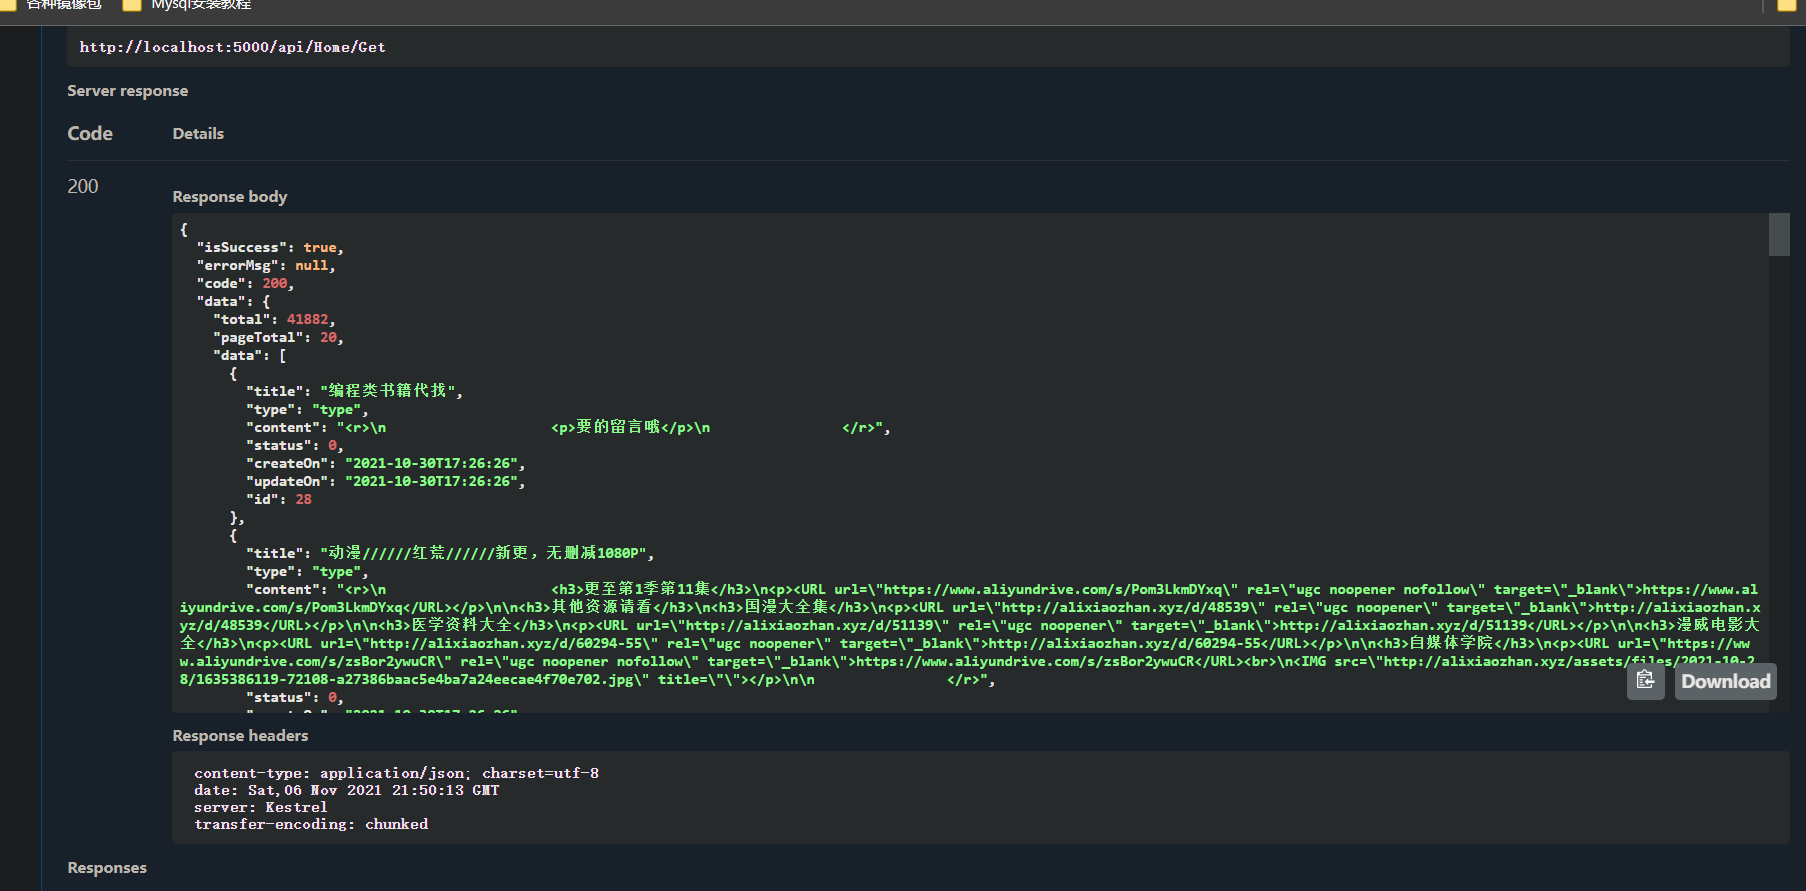 各种镜像包 Mysql安装教程
http://localhost:5000/api/Home/Get
Server response
Code Details
200
Response body
{
"isSuccess": true,
"errorMsg": null,
"code": 200,
"data": {
"total": 41882,
"pageTotal": 20,
"data": [
{
"title": "编程类书籍代找",
"type": "type",
"content": "<r>\n <p>要的留言哦</p>\n </r>",
"status": 0,
"createOn": "2021-10-30T17:26:26",
"updateOn": "2021-10-30T17:26:26",
"id": 28
},
{
"title": "动漫//////红荒//////新更，无删减1080P",
"type": "type",
"content": "<r>\n <h3>更至第1季第11集</h3>\n<p><URL url=\"https://www.aliyundrive.com/s/Pom3LkmDYxq\" rel=\"ugc noopener nofollow\" target=\"_blank\">https://www.al
iyundrive.com/s/Pom3LkmDYxq</URL></p>\n\n<h3>其他资源请看</h3>\n<h3>国漫大全集</h3>\n<p><URL url=\"http://alixiaozhan.xyz/d/48539\" rel=\"ugc noopener\" target=\"_blank\">http://alixiaozhan.x
yz/d/48539</URL></p>\n\n<h3>医学资料大全</h3>\n<p><URL url=\"http://alixiaozhan.xyz/d/51139\" rel=\"ugc noopener\" target=\"_blank\">http://alixiaozhan.xyz/d/51139</URL></p>\n\n<h3>漫威电影大
全</h3>\n<p><URL url=\"http://alixiaozhan.xyz/d/60294-55\" rel=\"ugc noopener\" target=\"_blank\">http://alixiaozhan.xyz/d/60294-55</URL></p>\n\n<h3>自媒体学院</h3>\n<p><URL url=\"https://ww
w.aliyundrive.com/s/zsBor2ywuCR\" rel=\"ugc noopener nofollow\" target=\"_blank\">https://www.aliyundrive.com/s/zsBor2ywuCR</URL><br>\n<IMG src=\"http://alixiaozhan.xyz/assets/files/2021-10-2
8/1635386119-72108-a27386baac5e4ba7a24eecae4f70e702.jpg\" title=\"\"></p>\n\n </r>",
Download
"status": 0,
Response headers
content-type: application/json; charset=utf-8
date: Sat,06 Nov 2021 21:50:13 GMT
server: Kestrel
transfer-encoding: chunked
Responses